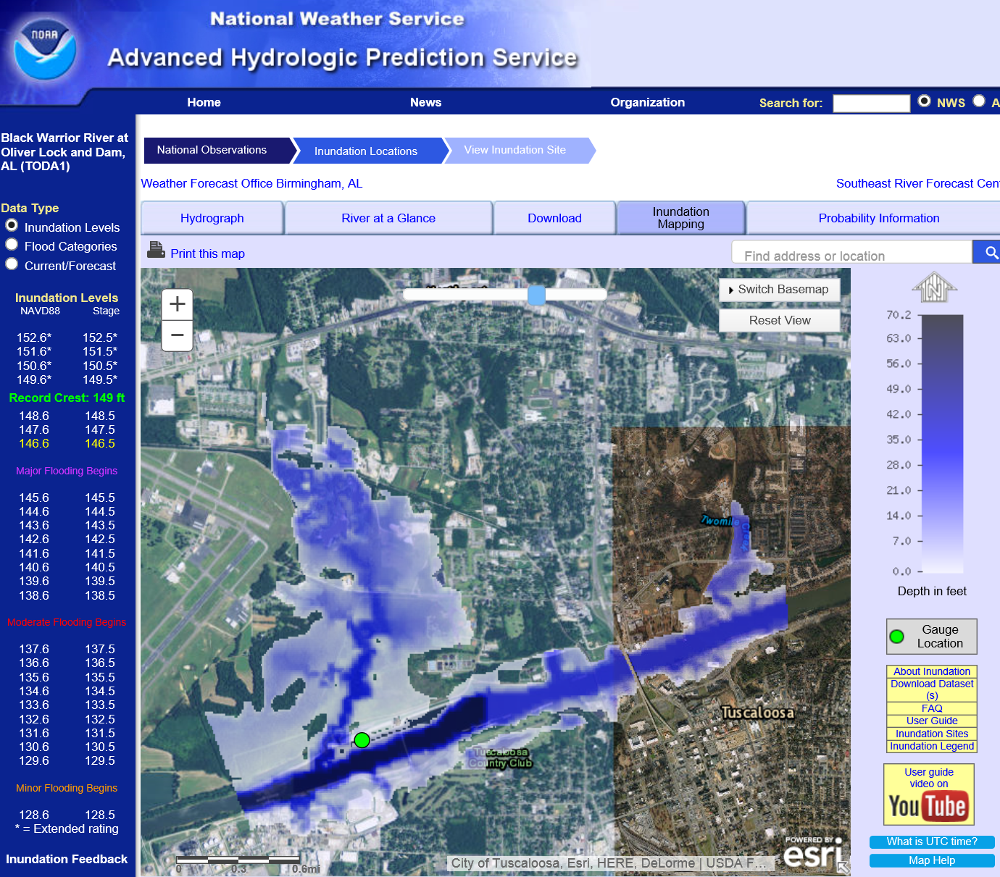 National Weather Service
NOAA
Advanced Hydrologic Prediction Service
Home
News
Organization
Search for:
NWS
A
Black Warrior River at
Oliver Lock and Dam,
AL (TODA1)
National Observations
Inundation Locations
View Inundation Site
Weather Forecast Office Birmingham, AL
Southeast River Forecast Cen
Data Type
Inundation Levels
Flood Categories
Current/Forecast
Hydrograph
River at a Glance
Download
Inundation
Mapping
Probability Information
Print this map
Find address or location
Inundation Levels
NAVD88 Stage
152.6* 152.5*
151.6* 151.5*
150.6* 150.5*
149.6* 149.5*
Record Crest: 149 ft
148.6 148.5
147.6 147.5
146.6 146.5
Major Flooding Begins
145.6 145.5
144.6 144.5
143.6 143.5
142.6 142.5
141.6 141.5
140.6 140.5
139.6 139.5
138.6 138.5
Moderate Flooding Begins
137.6 137.5
136.6 136.5
135.6 135.5
134.6 134.5
133.6 133.5
132.6 132.5
131.6 131.5
130.6 130.5
129.6 129.5
Minor Flooding Begins
128.6 128.5
* = Extended rating
Inundation Feedback
+
−
Switch Basemap
Reset View
Twomile
Tuscaloosa
Tuscaloosa
Country Club
0 0.3 0.6mi
City of Tuscaloosa, Esri, HERE, DeLorme | USDA F...
POWERED BY
esri
N
70.2
63.0
56.0
49.0
42.0
35.0
28.0
21.0
14.0
7.0
0.0
Depth in feet
Gauge
Location
About Inundation
Download Dataset
(s)
FAQ
User Guide
Inundation Sites
Inundation Legend
User guide
video on
YouTube
What is UTC time?
Map Help